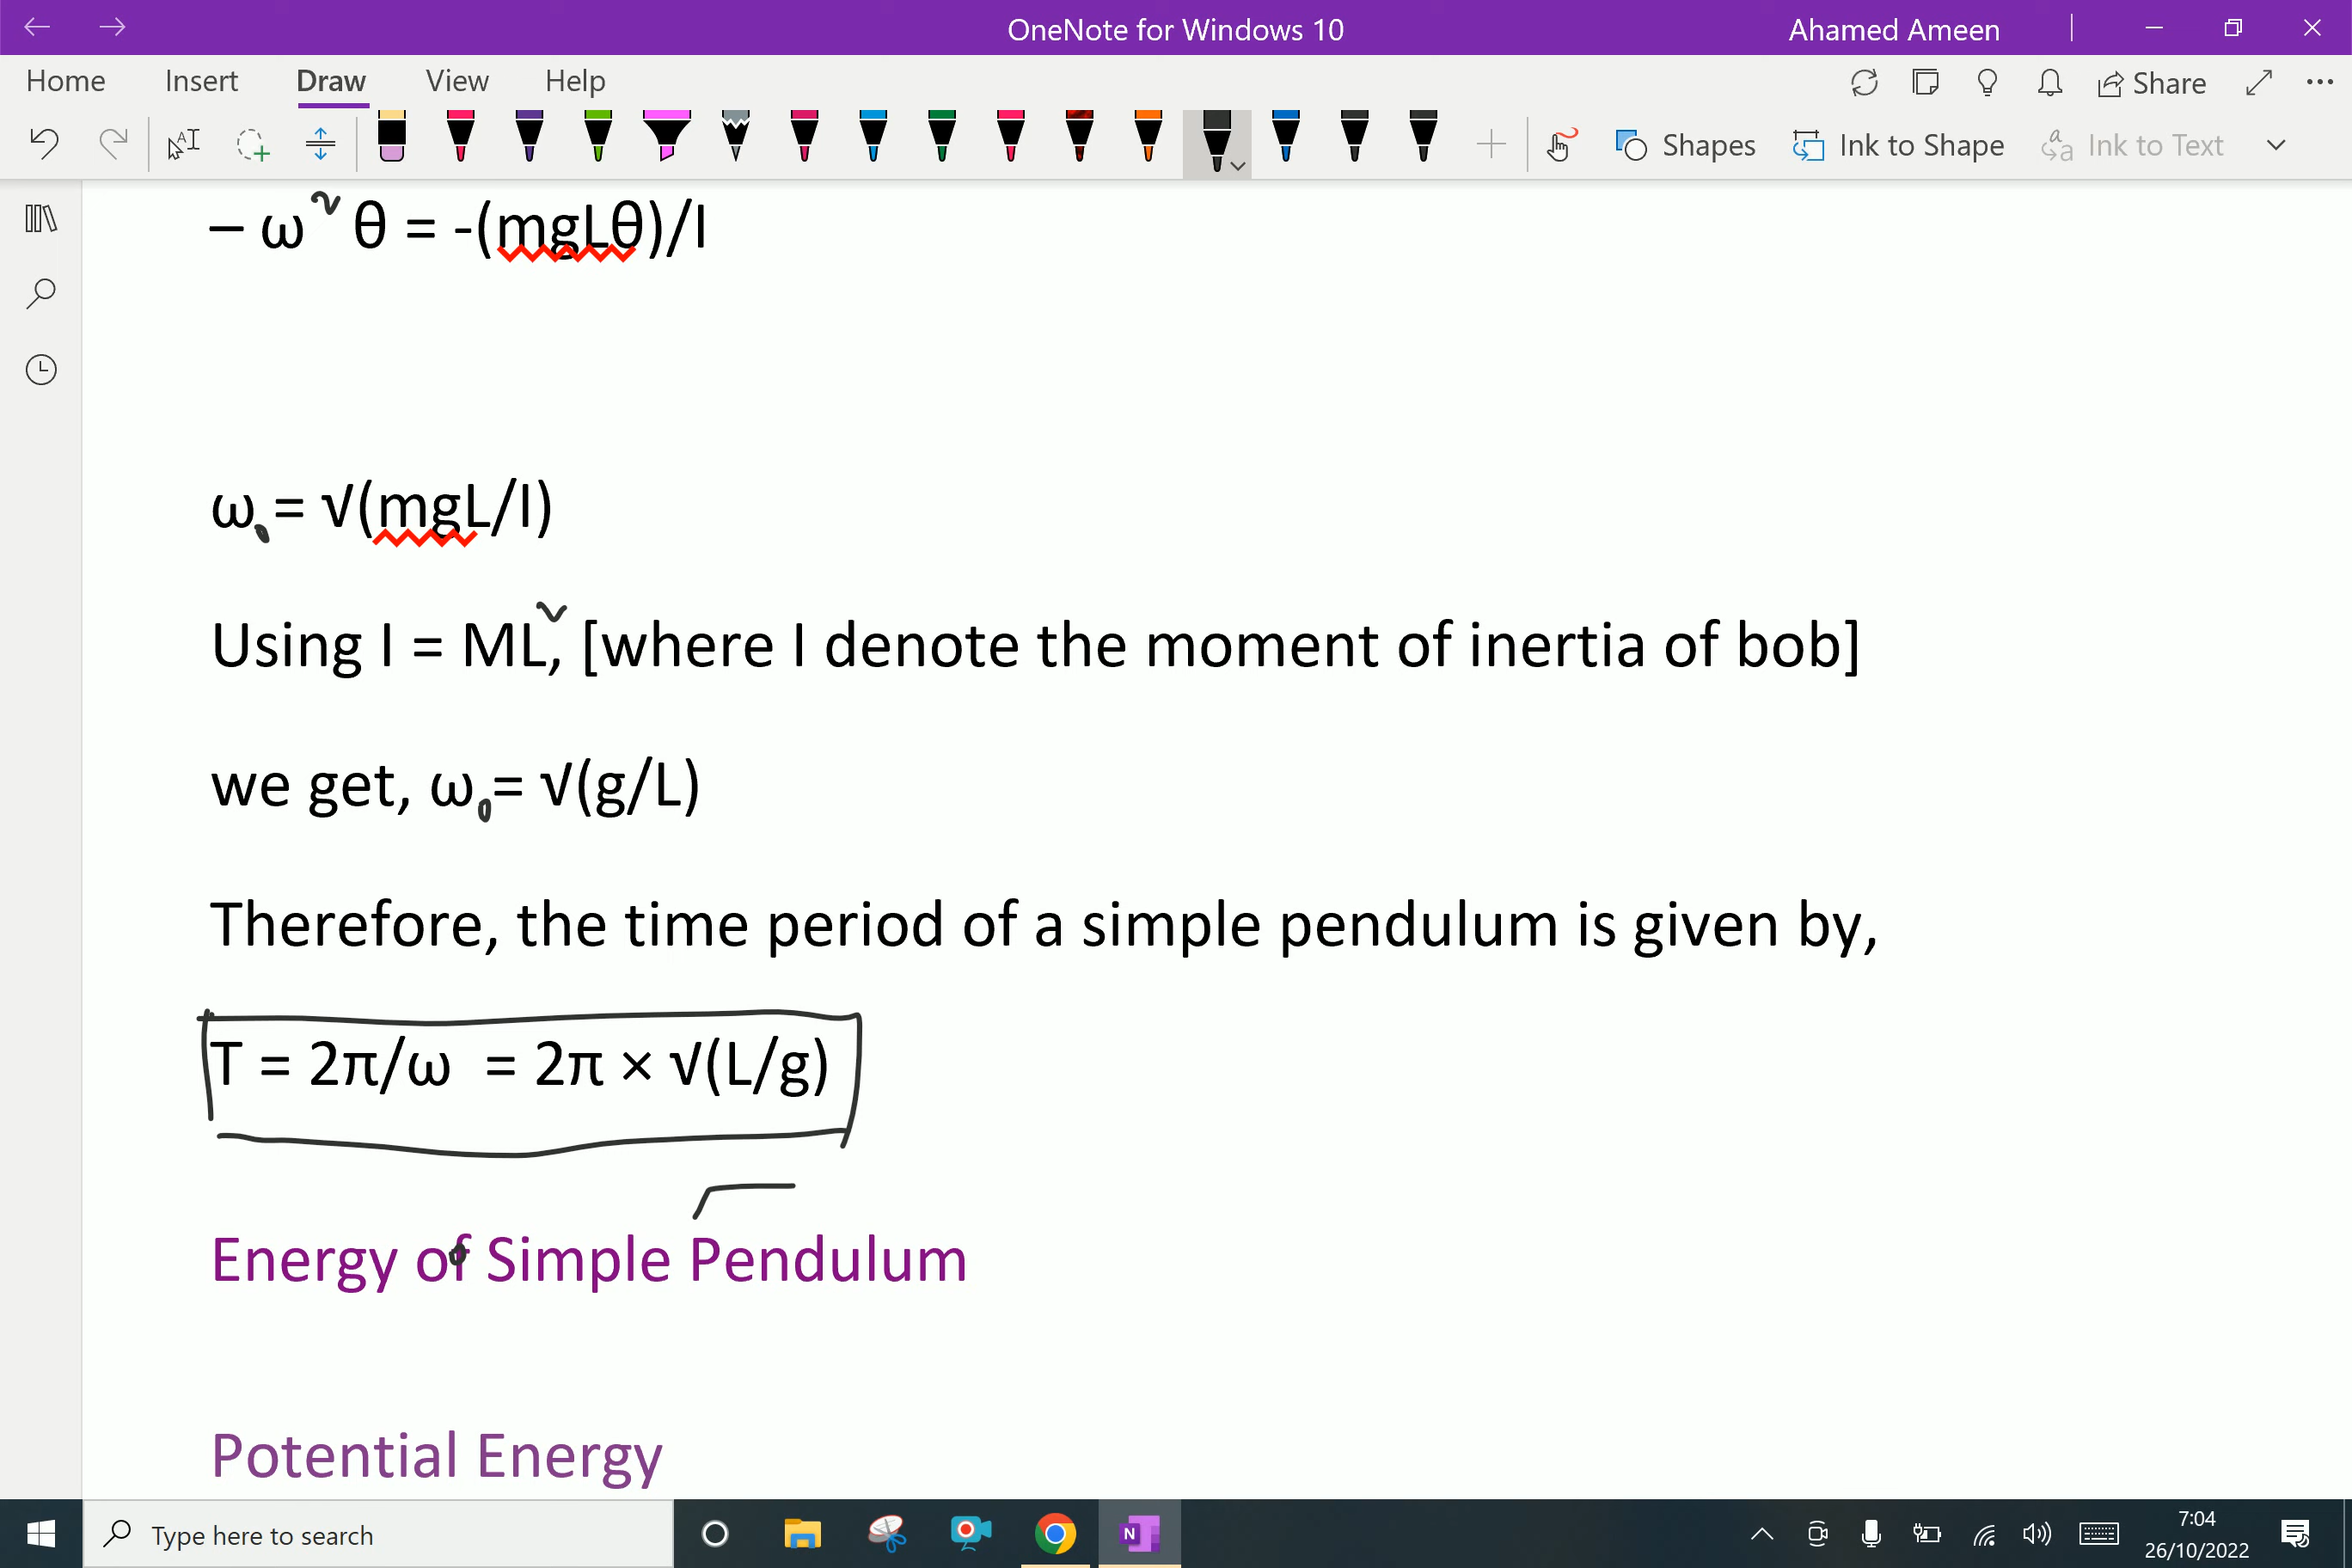 OneNote for Windows 10
Ahamed Ameen
Home Insert Draw View Help
Share
Shapes Ink to Shape Ink to Text
– ω² θ = -(mgLθ)/I
ω₀ = √(mgL/I)
Using I = ML², [where I denote the moment of inertia of bob]
we get, ω₀ = √(g/L)
Therefore, the time period of a simple pendulum is given by,
T = 2π/ω = 2π × √(L/g)
Energy of Simple Pendulum
Potential Energy
Type here to search
7:04
26/10/2022